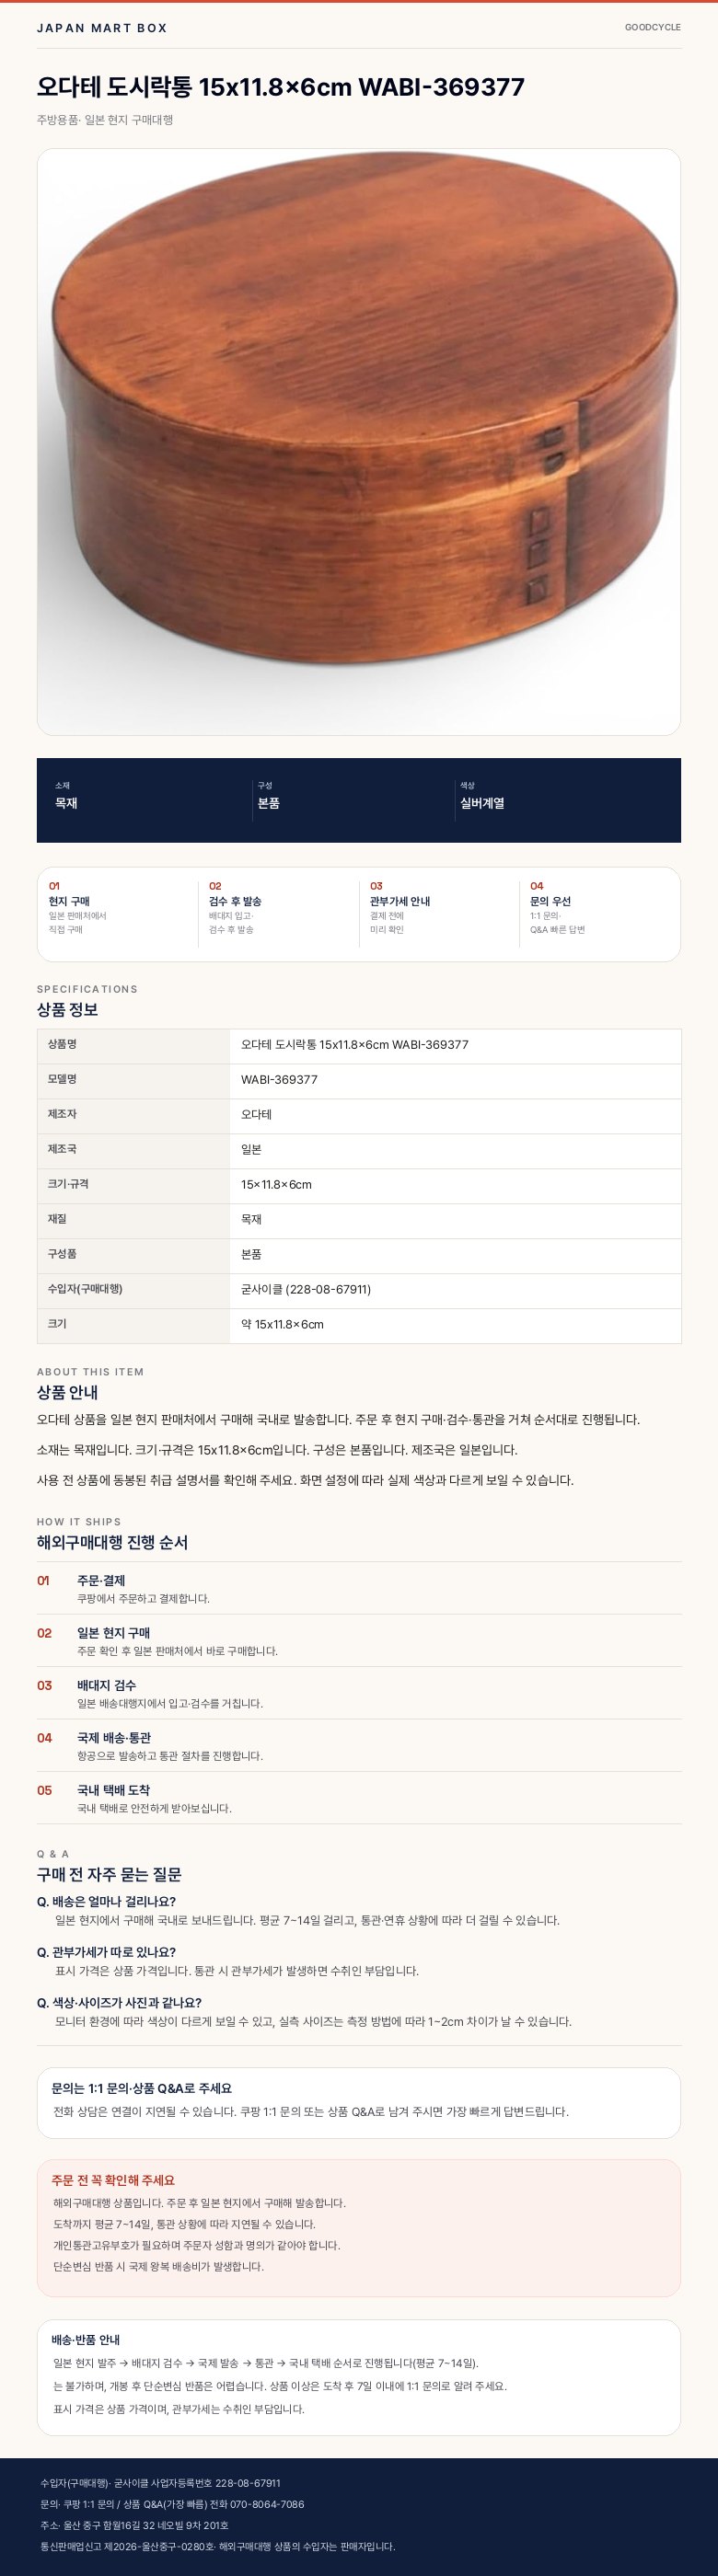 JAPAN MART BOX
GOODCYCLE
오다테 도시락통 15x11.8×6cm WABI-369377
주방용품· 일본 현지 구매대행
소재
목재
구성
본품
색상
실버계열
01
현지 구매
일본 판매처에서
직접 구매
02
검수 후 발송
배대지 입고·
검수 후 발송
03
관부가세 안내
결제 전에
미리 확인
04
문의 우선
1:1 문의·
Q&A 빠른 답변
SPECIFICATIONS
상품 정보
상품명
오다테 도시락통 15x11.8×6cm WABI-369377
모델명
WABI-369377
제조자
오다테
제조국
일본
크기·규격
15×11.8×6cm
재질
목재
구성품
본품
수입자(구매대행)
굳사이클 (228-08-67911)
크기
약 15x11.8×6cm
ABOUT THIS ITEM
상품 안내
오다테 상품을 일본 현지 판매처에서 구매해 국내로 발송합니다. 주문 후 현지 구매·검수·통관을 거쳐 순서대로 진행됩니다.
소재는 목재입니다. 크기·규격은 15x11.8×6cm입니다. 구성은 본품입니다. 제조국은 일본입니다.
사용 전 상품에 동봉된 취급 설명서를 확인해 주세요. 화면 설정에 따라 실제 색상과 다르게 보일 수 있습니다.
HOW IT SHIPS
해외구매대행 진행 순서
01
주문·결제
쿠팡에서 주문하고 결제합니다.
02
일본 현지 구매
주문 확인 후 일본 판매처에서 바로 구매합니다.
03
배대지 검수
일본 배송대행지에서 입고·검수를 거칩니다.
04
국제 배송·통관
항공으로 발송하고 통관 절차를 진행합니다.
05
국내 택배 도착
국내 택배로 안전하게 받아보십니다.
Q & A
구매 전 자주 묻는 질문
Q. 배송은 얼마나 걸리나요?
일본 현지에서 구매해 국내로 보내드립니다. 평균 7~14일 걸리고, 통관·연휴 상황에 따라 더 걸릴 수 있습니다.
Q. 관부가세가 따로 있나요?
표시 가격은 상품 가격입니다. 통관 시 관부가세가 발생하면 수취인 부담입니다.
Q. 색상·사이즈가 사진과 같나요?
모니터 환경에 따라 색상이 다르게 보일 수 있고, 실측 사이즈는 측정 방법에 따라 1~2cm 차이가 날 수 있습니다.
문의는 1:1 문의·상품 Q&A로 주세요
전화 상담은 연결이 지연될 수 있습니다. 쿠팡 1:1 문의 또는 상품 Q&A로 남겨 주시면 가장 빠르게 답변드립니다.
주문 전 꼭 확인해 주세요
해외구매대행 상품입니다. 주문 후 일본 현지에서 구매해 발송합니다.
도착까지 평균 7~14일, 통관 상황에 따라 지연될 수 있습니다.
개인통관고유부호가 필요하며 주문자 성함과 명의가 같아야 합니다.
단순변심 반품 시 국제 왕복 배송비가 발생합니다.
배송·반품 안내
일본 현지 발주 → 배대지 검수 → 국제 발송 → 통관 → 국내 택배 순서로 진행됩니다(평균 7~14일).
는 불가하며, 개봉 후 단순변심 반품은 어렵습니다. 상품 이상은 도착 후 7일 이내에 1:1 문의로 알려 주세요.
표시 가격은 상품 가격이며, 관부가세는 수취인 부담입니다.
수입자(구매대행)· 굳사이클 사업자등록번호 228-08-67911
문의· 쿠팡 1:1 문의 / 상품 Q&A(가장 빠름) 전화 070-8064-7086
주소· 울산 중구 함월16길 32 네오빌 9차 201호
통신판매업신고 제2026-울산중구-0280호· 해외구매대행 상품의 수입자는 판매자입니다.